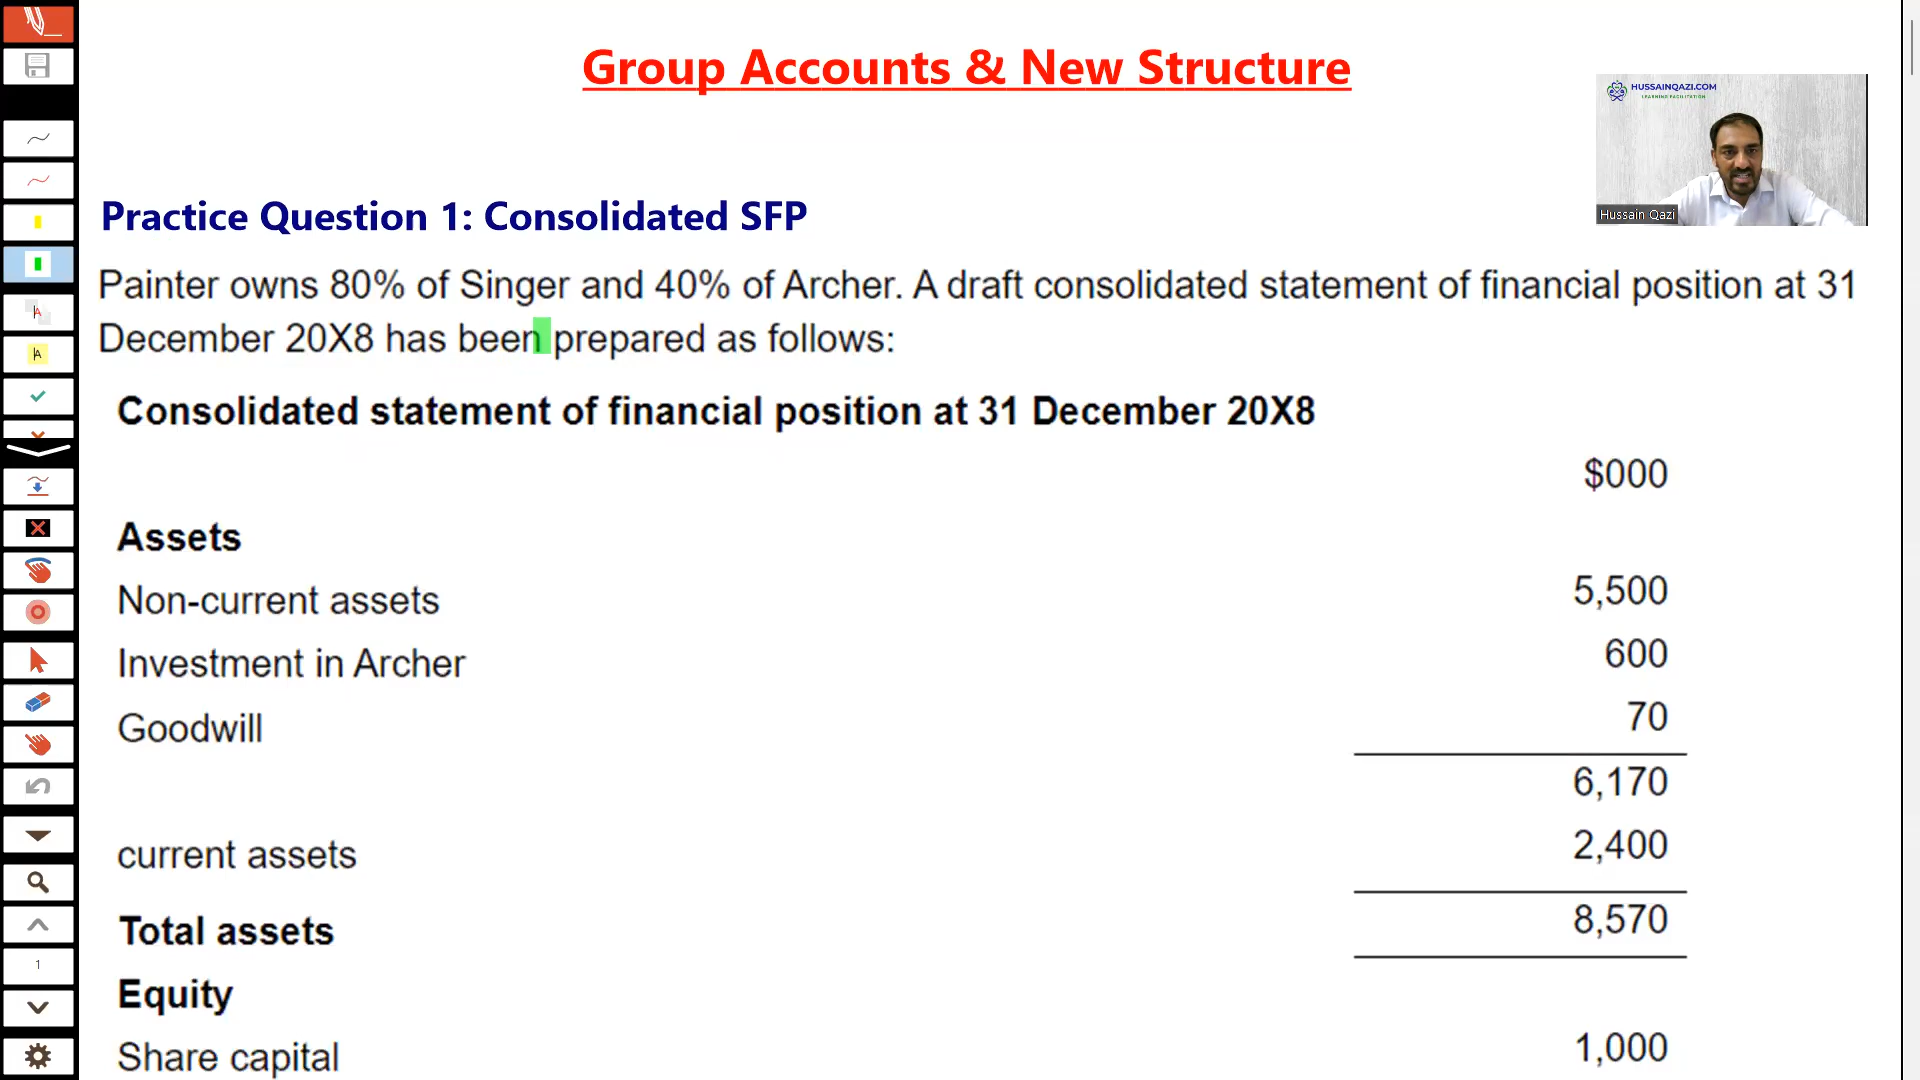 Group Accounts & New Structure
HUSSAINQAZI.COM
LEARNING FACILITATION
Hussain Qazi
Practice Question 1: Consolidated SFP
Painter owns 80% of Singer and 40% of Archer. A draft consolidated statement of financial position at 31
December 20X8 has been prepared as follows:
Consolidated statement of financial position at 31 December 20X8
$000
Assets
Non-current assets 5,500
Investment in Archer 600
Goodwill 70
6,170
current assets 2,400
Total assets 8,570
Equity
Share capital 1,000
A
A
1